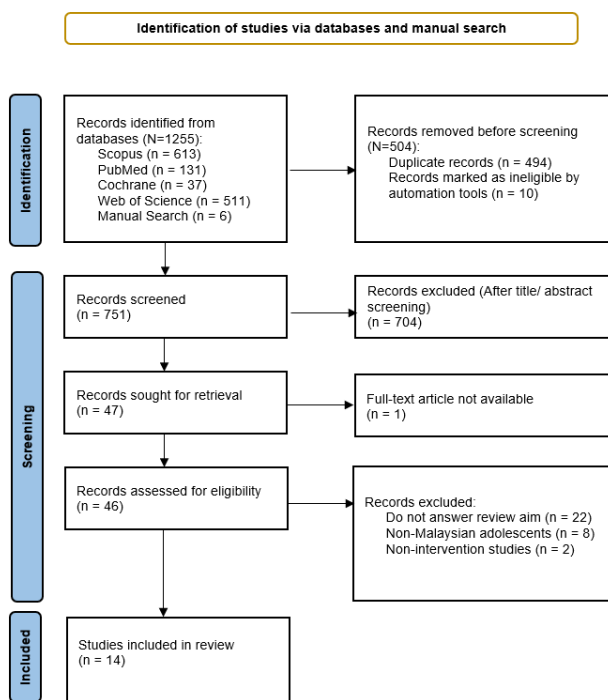 Identification of studies via databases and manual search
Identification
Records identified from
databases (N=1255):
Scopus (n = 613)
PubMed (n = 131)
Cochrane (n = 37)
Web of Science (n = 511)
Manual Search (n = 6)
Records removed before screening
(N=504):
Duplicate records (n = 494)
Records marked as ineligible by
automation tools (n = 10)
Screening
Records screened
(n = 751)
Records excluded (After title/ abstract
screening)
(n = 704)
Records sought for retrieval
(n = 47)
Full-text article not available
(n = 1)
Records assessed for eligibility
(n = 46)
Records excluded:
Do not answer review aim (n = 22)
Non-Malaysian adolescents (n = 8)
Non-intervention studies (n = 2)
Included
Studies included in review
(n = 14)